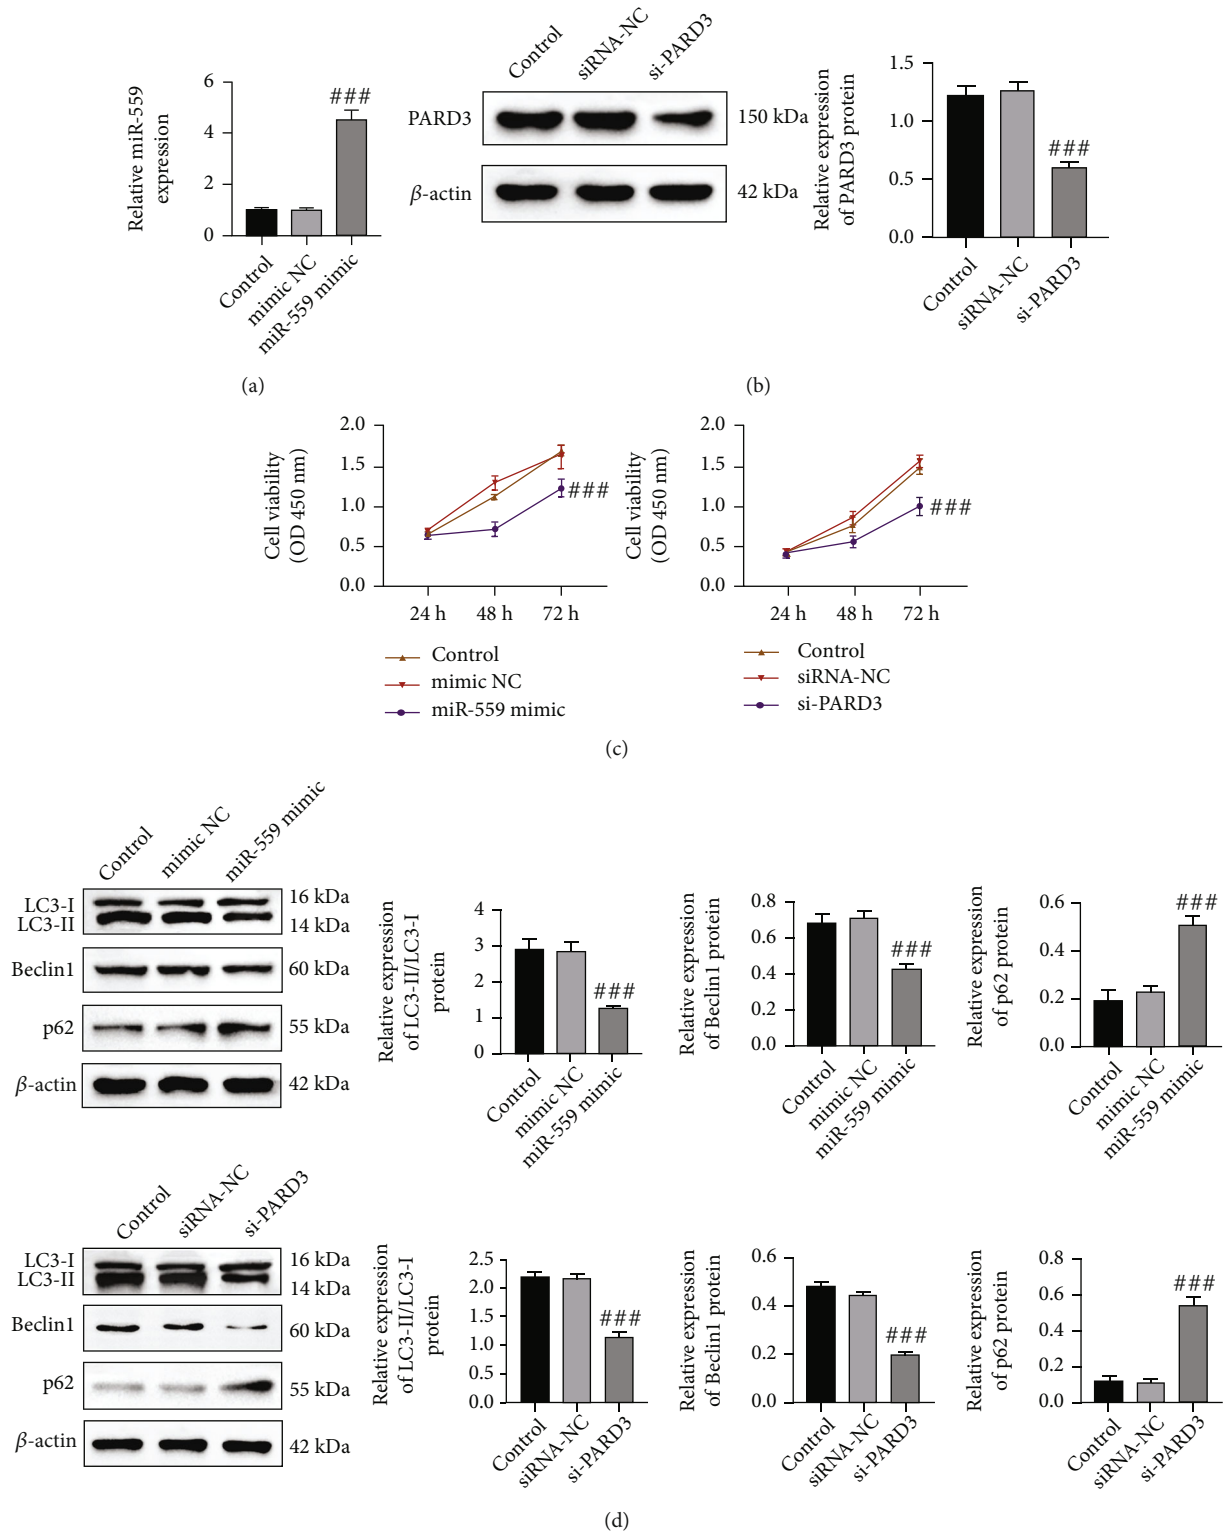 Relative miR-559
expression
6
4
2
0
###
Control
mimic NC
miR-559 mimic
(a)
Control
siRNA-NC
si-PARD3
PARD3
150 kDa
β-actin
42 kDa
Relative expression
of PARD3 protein
1.5
1.0
0.5
0.0
###
Control
siRNA-NC
si-PARD3
(b)
Cell viability
(OD 450 nm)
2.0
1.5
1.0
0.5
0.0
###
24 h
48 h
72 h
Control
mimic NC
miR-559 mimic
Cell viability
(OD 450 nm)
2.0
1.5
1.0
0.5
0.0
###
24 h
48 h
72 h
Control
siRNA-NC
si-PARD3
(c)
Control
mimic NC
miR-559 mimic
LC3-I
16 kDa
LC3-II
14 kDa
Beclin1
60 kDa
p62
55 kDa
β-actin
42 kDa
Relative expression
of LC3-II/LC3-I
protein
4
3
2
1
0
###
Control
mimic NC
miR-559 mimic
Relative expression
of Beclin1 protein
0.8
0.6
0.4
0.2
0.0
###
Control
mimic NC
miR-559 mimic
Relative expression
of p62 protein
0.6
0.4
0.2
0.0
###
Control
mimic NC
miR-559 mimic
Control
siRNA-NC
si-PARD3
LC3-I
16 kDa
LC3-II
14 kDa
Beclin1
60 kDa
p62
55 kDa
β-actin
42 kDa
Relative expression
of LC3-II/LC3-I
protein
2.5
2.0
1.5
1.0
0.5
0.0
###
Control
siRNA-NC
si-PARD3
Relative expression
of Beclin1 protein
0.6
0.4
0.2
0.0
###
Control
siRNA-NC
si-PARD3
Relative expression
of p62 protein
0.8
0.6
0.4
0.2
0.0
###
Control
siRNA-NC
si-PARD3
(d)